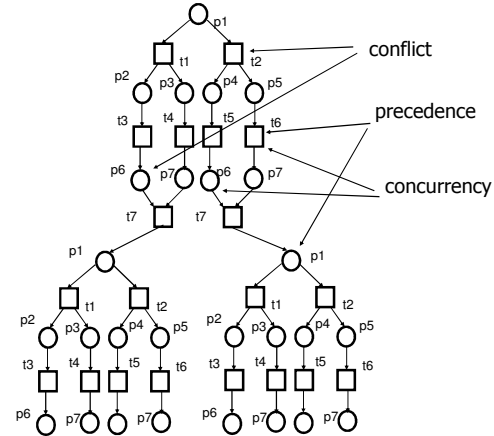 p1
conflict
t1 t2
p2 p3 p4 p5
precedence
t3 t4 t5 t6
p6 p7 p6 p7
concurrency
t7 t7
p1 p1
t1 t2 t1 t2
p2 p3 p4 p5 p2 p3 p4 p5
t3 t4 t5 t6 t3 t4 t5 t6
p6 p7 p7 p6 p7 p7